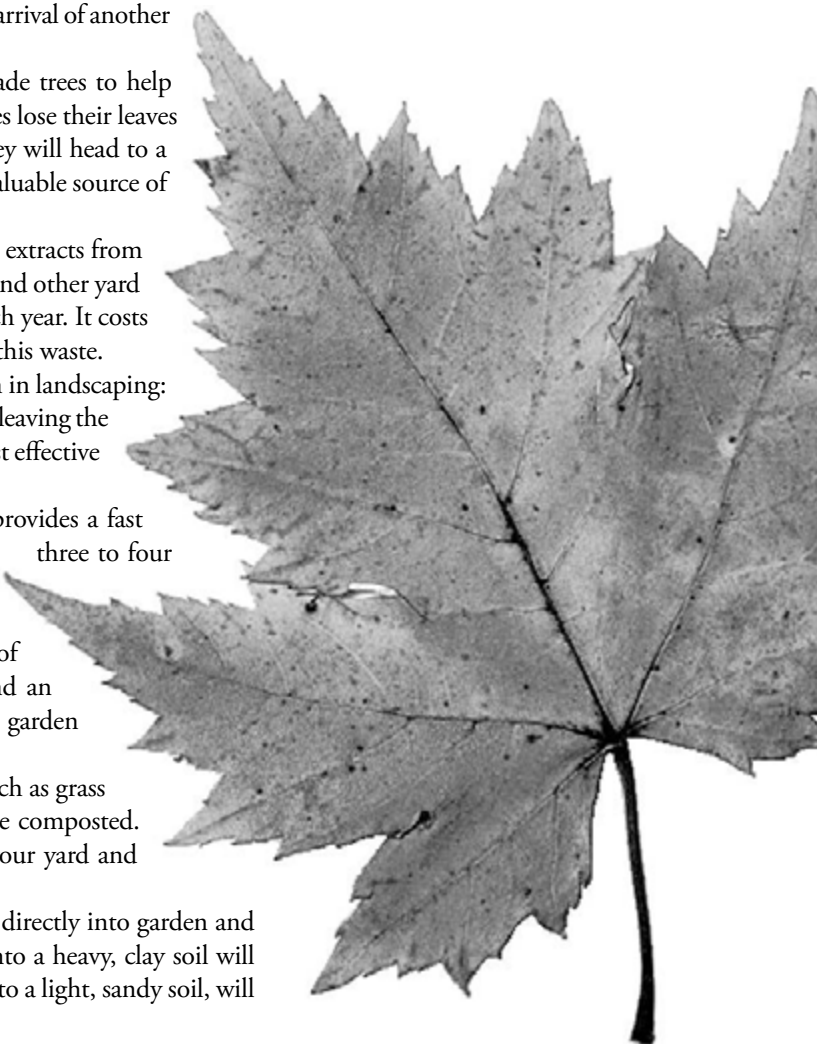 arrival of another
ade trees to help
es lose their leaves
ey will head to a
aluable source of
extracts from
nd other yard
h year. It costs
this waste.
n in landscaping:
leaving the
t effective
provides a fast
three to four
of
nd an
garden
ch as grass
e composted.
our yard and
directly into garden and
nto a heavy, clay soil will
to a light, sandy soil, will